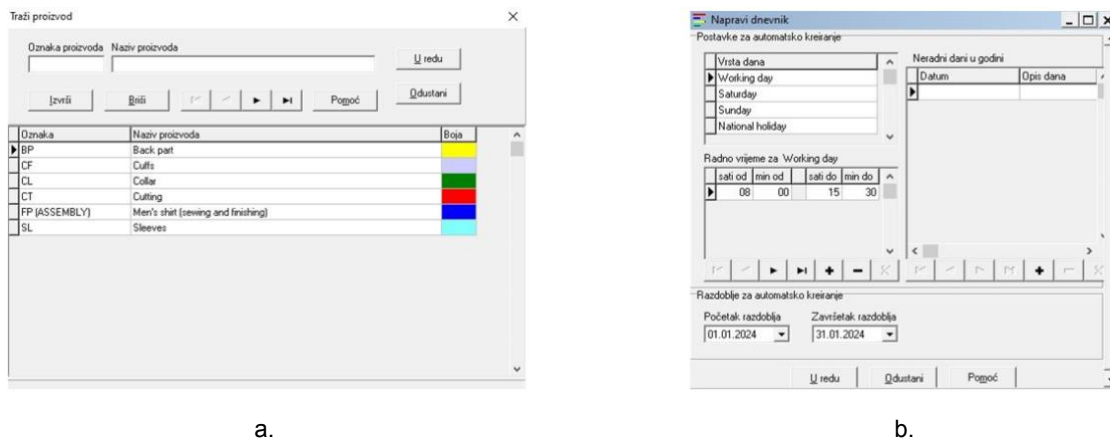 Traži proizvod
Oznaka proizvoda Naziv proizvoda
U redu
Izvrši Briši Pomoć Odustani
Oznaka Naziv proizvoda Boja
BP Back part
CF Cuffs
CL Collar
CT Cutting
FP (ASSEMBLY) Men's shirt (sewing and finishing)
SL Sleeves
a.
Napravi dnevnik
Postavke za automatsko kreiranje
Vrsta dana
Working day
Saturday
Sunday
National holiday
Neradni dani u godini
Datum Opis dana
Radno vrijeme za Working day
sati od min od sati do min do
08 00 15 30
Razdoblje za automatsko kreiranje
Početak razdoblja Završetak razdoblja
01.01.2024 31.01.2024
U redu Odustani Pomoć
b.